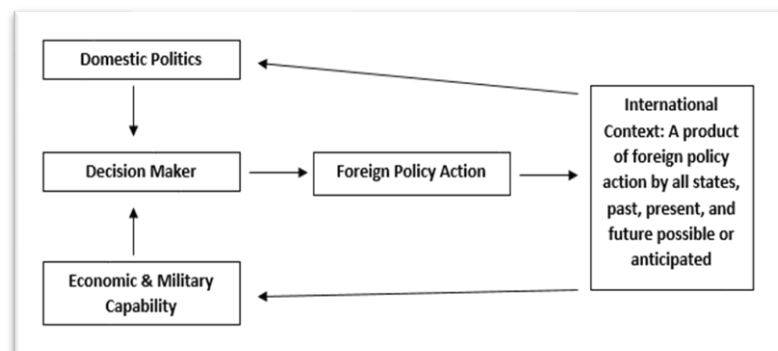 Domestic Politics
Decision Maker
Foreign Policy Action
International
Context: A product
of foreign policy
action by all states,
past, present, and
future possible or
anticipated
Economic & Military
Capability